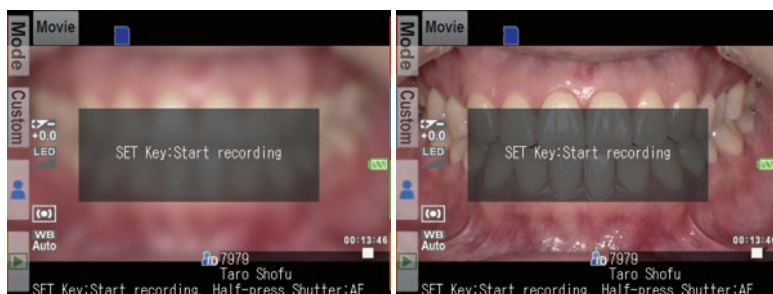 Movie
Mode
Custom
+0.0
LED
SET Key:Start recording
WB
Auto
00:13:46
ID 7979
Taro Shofu
SET Key:Start recording, Half-press Shutter:AF
Movie
Mode
Custom
+0.0
LED
SET Key:Start recording
WB
Auto
00:13:46
ID 7979
Taro Shofu
SET Key:Start recording, Half-press Shutter:AF